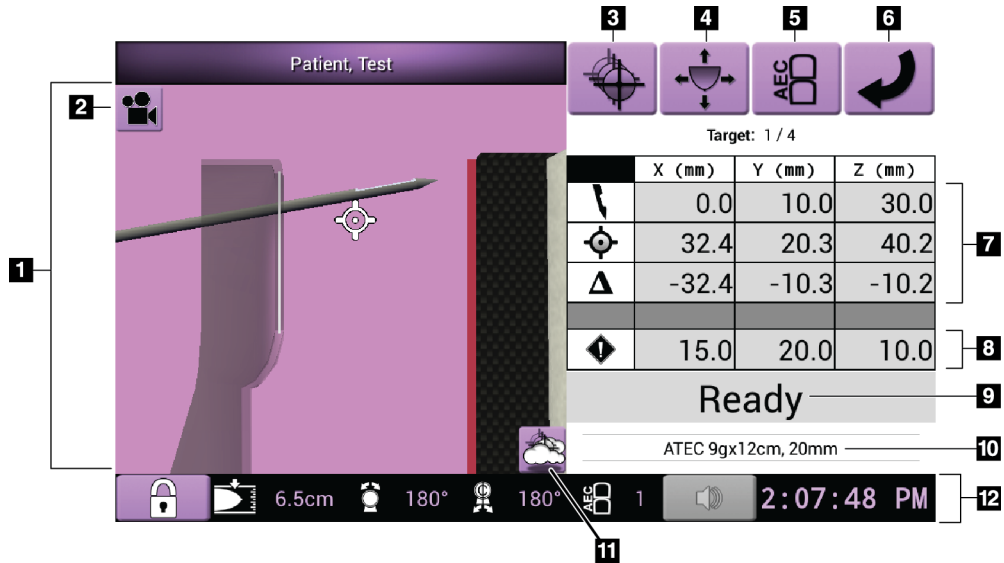 3 4 5 6
Patient, Test
AEC
1
2
Target: 1 / 4
X (mm) Y (mm) Z (mm)
0.0 10.0 30.0
32.4 20.3 40.2
Δ -32.4 -10.3 -10.2
7
! 15.0 20.0 10.0
8
Ready
9
ATEC 9gx12cm, 20mm
10
6.5cm 180° C 180° AEC 1 2:07:48 PM
12
11